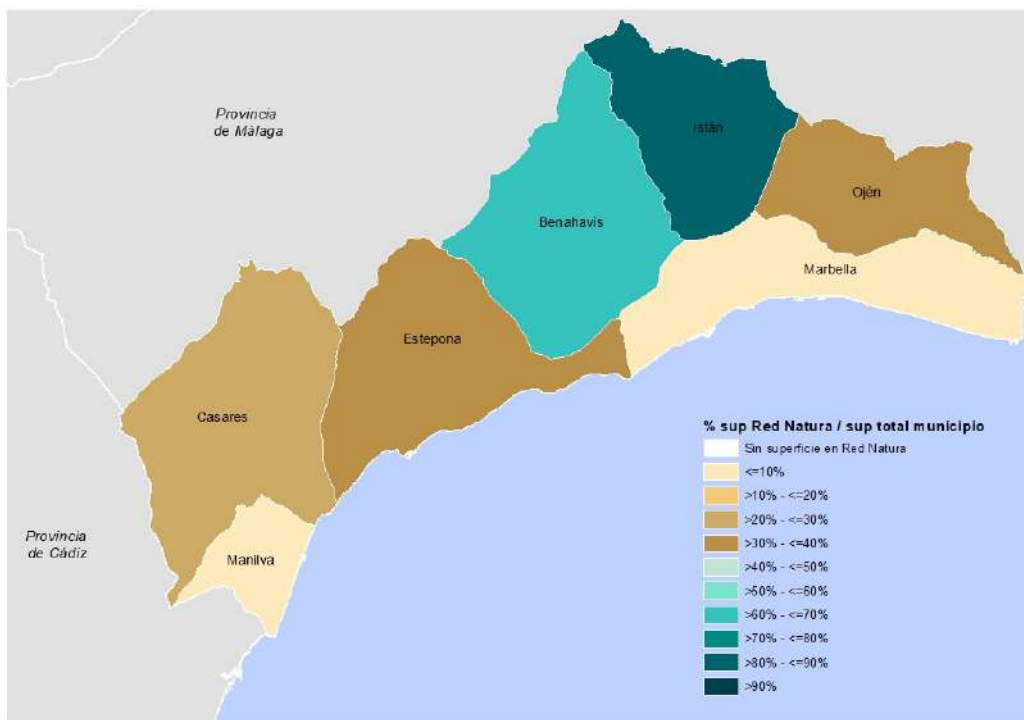 Provincia
de Málaga
Istán
Ojén
Benahavís
Marbella
Estepona
Casares
Manilva
Provincia
de Cádiz
% sup Red Natura / sup total municipio
Sin superficie en Red Natura
<=10%
>10% - <=20%
>20% - <=30%
>30% - <=40%
>40% - <=50%
>50% - <=60%
>60% - <=70%
>70% - <=80%
>80% - <=90%
>90%